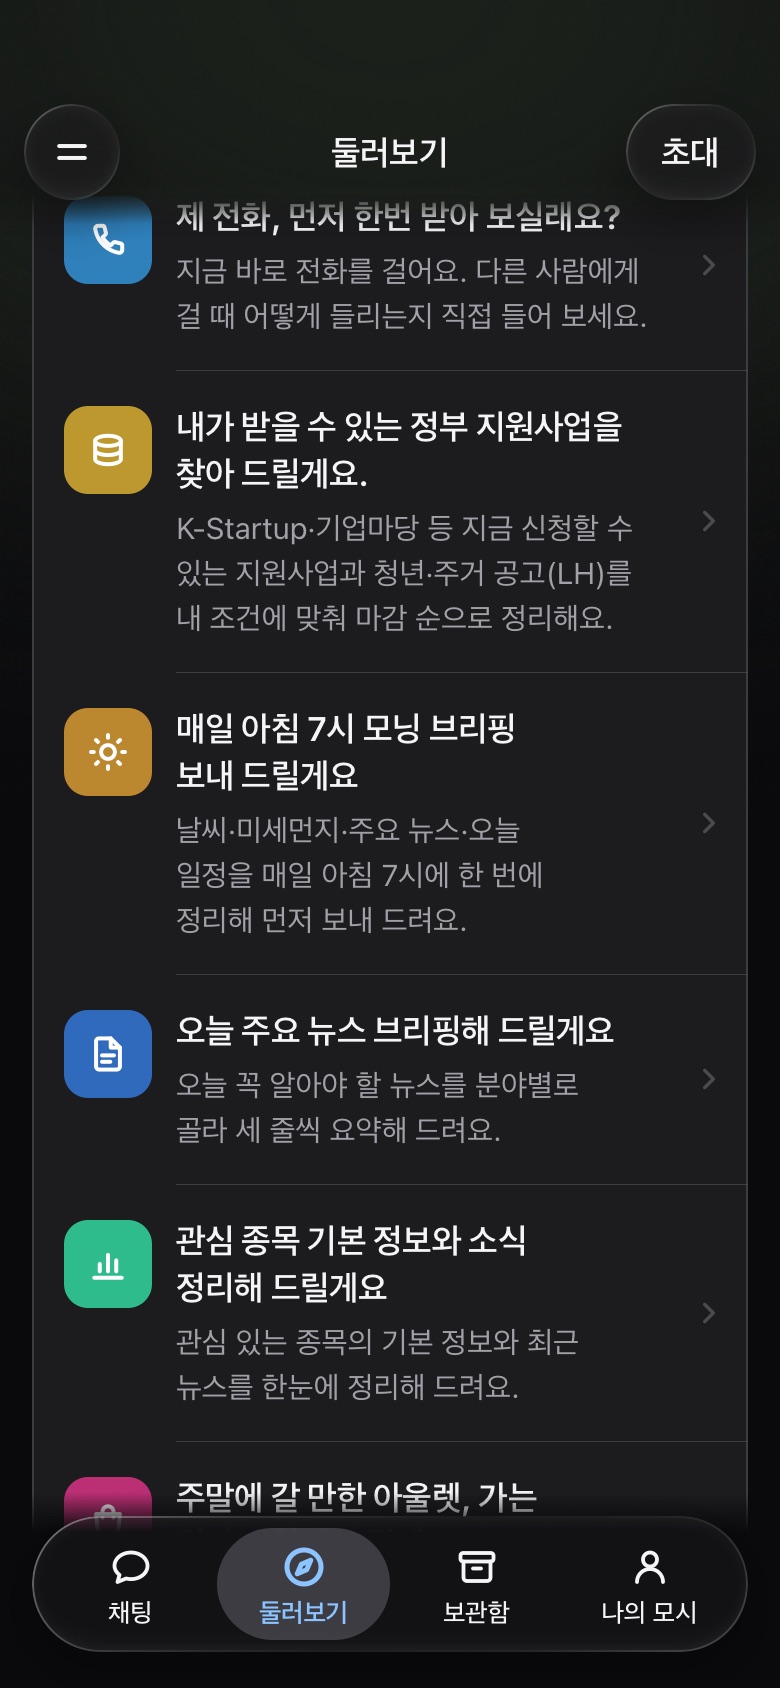 둘러보기
초대
제 전화, 먼저 한번 받아 보실래요?
지금 바로 전화를 걸어요. 다른 사람에게
걸 때 어떻게 들리는지 직접 들어 보세요.
내가 받을 수 있는 정부 지원사업을
찾아 드릴게요.
K-Startup·기업마당 등 지금 신청할 수
있는 지원사업과 청년·주거 공고(LH)를
내 조건에 맞춰 마감 순으로 정리해요.
매일 아침 7시 모닝 브리핑
보내 드릴게요
날씨·미세먼지·주요 뉴스·오늘
일정을 매일 아침 7시에 한 번에
정리해 먼저 보내 드려요.
오늘 주요 뉴스 브리핑해 드릴게요
오늘 꼭 알아야 할 뉴스를 분야별로
골라 세 줄씩 요약해 드려요.
관심 종목 기본 정보와 소식
정리해 드릴게요
관심 있는 종목의 기본 정보와 최근
뉴스를 한눈에 정리해 드려요.
주말에 갈 만한 아울렛, 가는
채팅
둘러보기
보관함
나의 모시